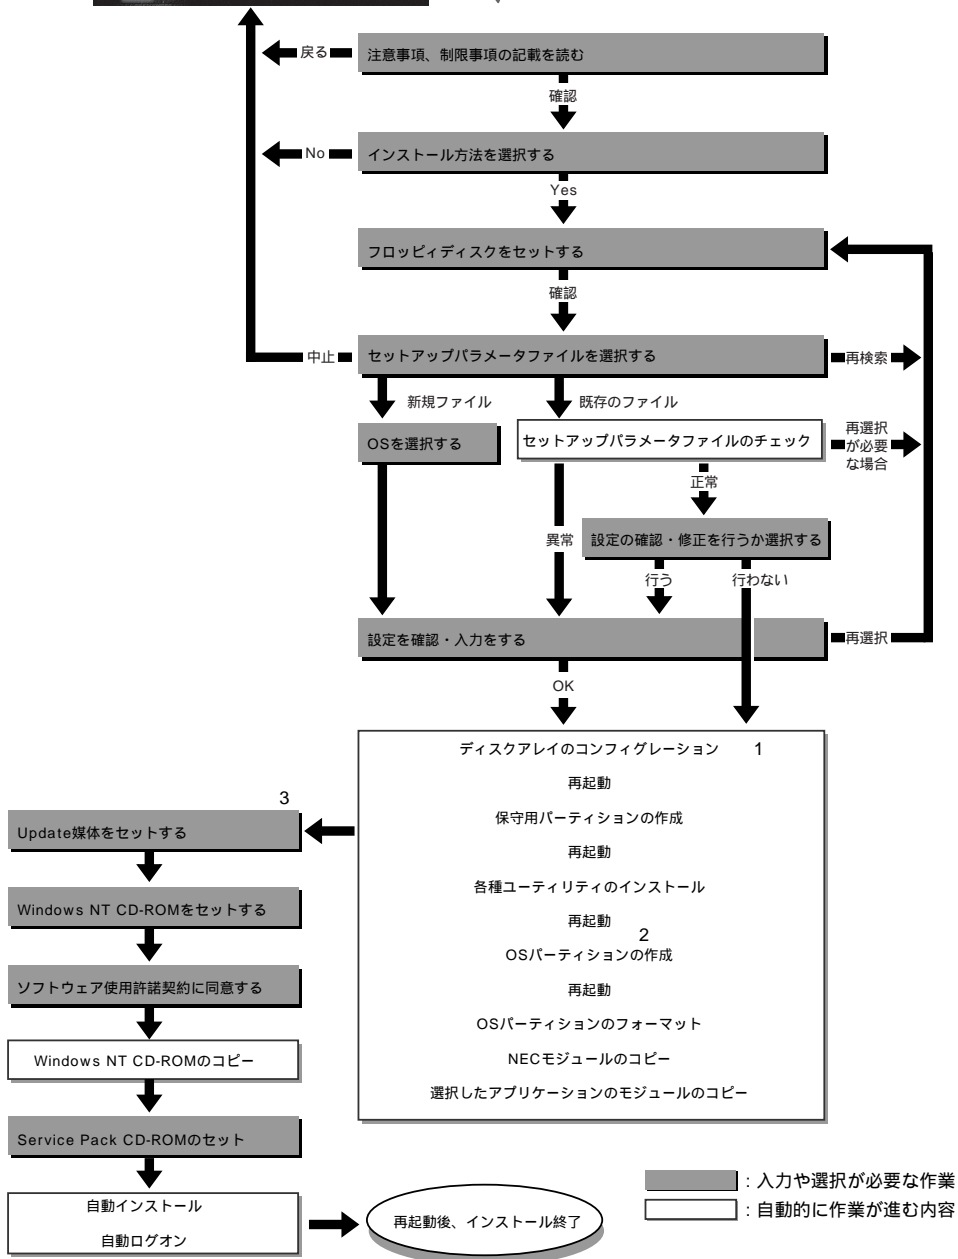 戻る
注意事項、制限事項の記載を読む
確認
No
インストール方法を選択する
Yes
フロッピィディスクをセットする
確認
中止
セットアップパラメータファイルを選択する
再検索
新規ファイル
既存のファイル
OSを選択する
セットアップパラメータファイルのチェック
再選択
が必要
な場合
正常
異常
設定の確認・修正を行うか選択する
行う
行わない
設定を確認・入力をする
再選択
OK
ディスクアレイのコンフィグレーション 1
再起動
保守用パーティションの作成
再起動
各種ユーティリティのインストール
再起動
2
OSパーティションの作成
再起動
OSパーティションのフォーマット
NECモジュールのコピー
選択したアプリケーションのモジュールのコピー
3
Update媒体をセットする
Windows NT CD-ROMをセットする
ソフトウェア使用許諾契約に同意する
Windows NT CD-ROMのコピー
Service Pack CD-ROMのセット
自動インストール
自動ログオン
再起動後、インストール終了
：入力や選択が必要な作業
：自動的に作業が進む内容